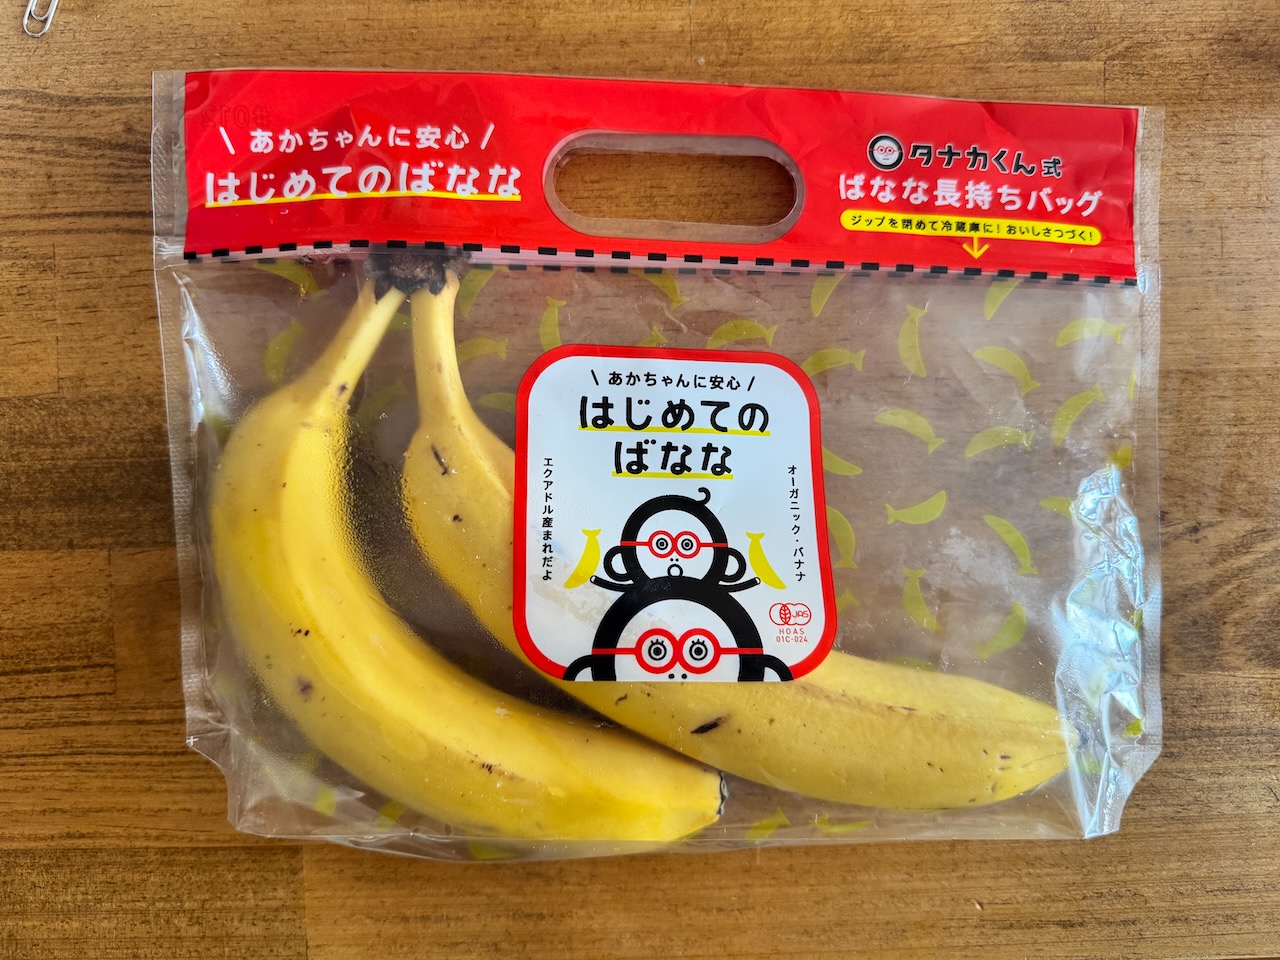 \ あかちゃんに安心 /
はじめてのばなな
タナカくん式
ばなな長持ちバッグ
ジップを閉めて冷蔵庫に!おいしさつづく!
\ あかちゃんに安心 /
はじめての
ばなな
エクアドル産まれだよ
オーガニック・バナナ
JAS
HOAS
01C-024